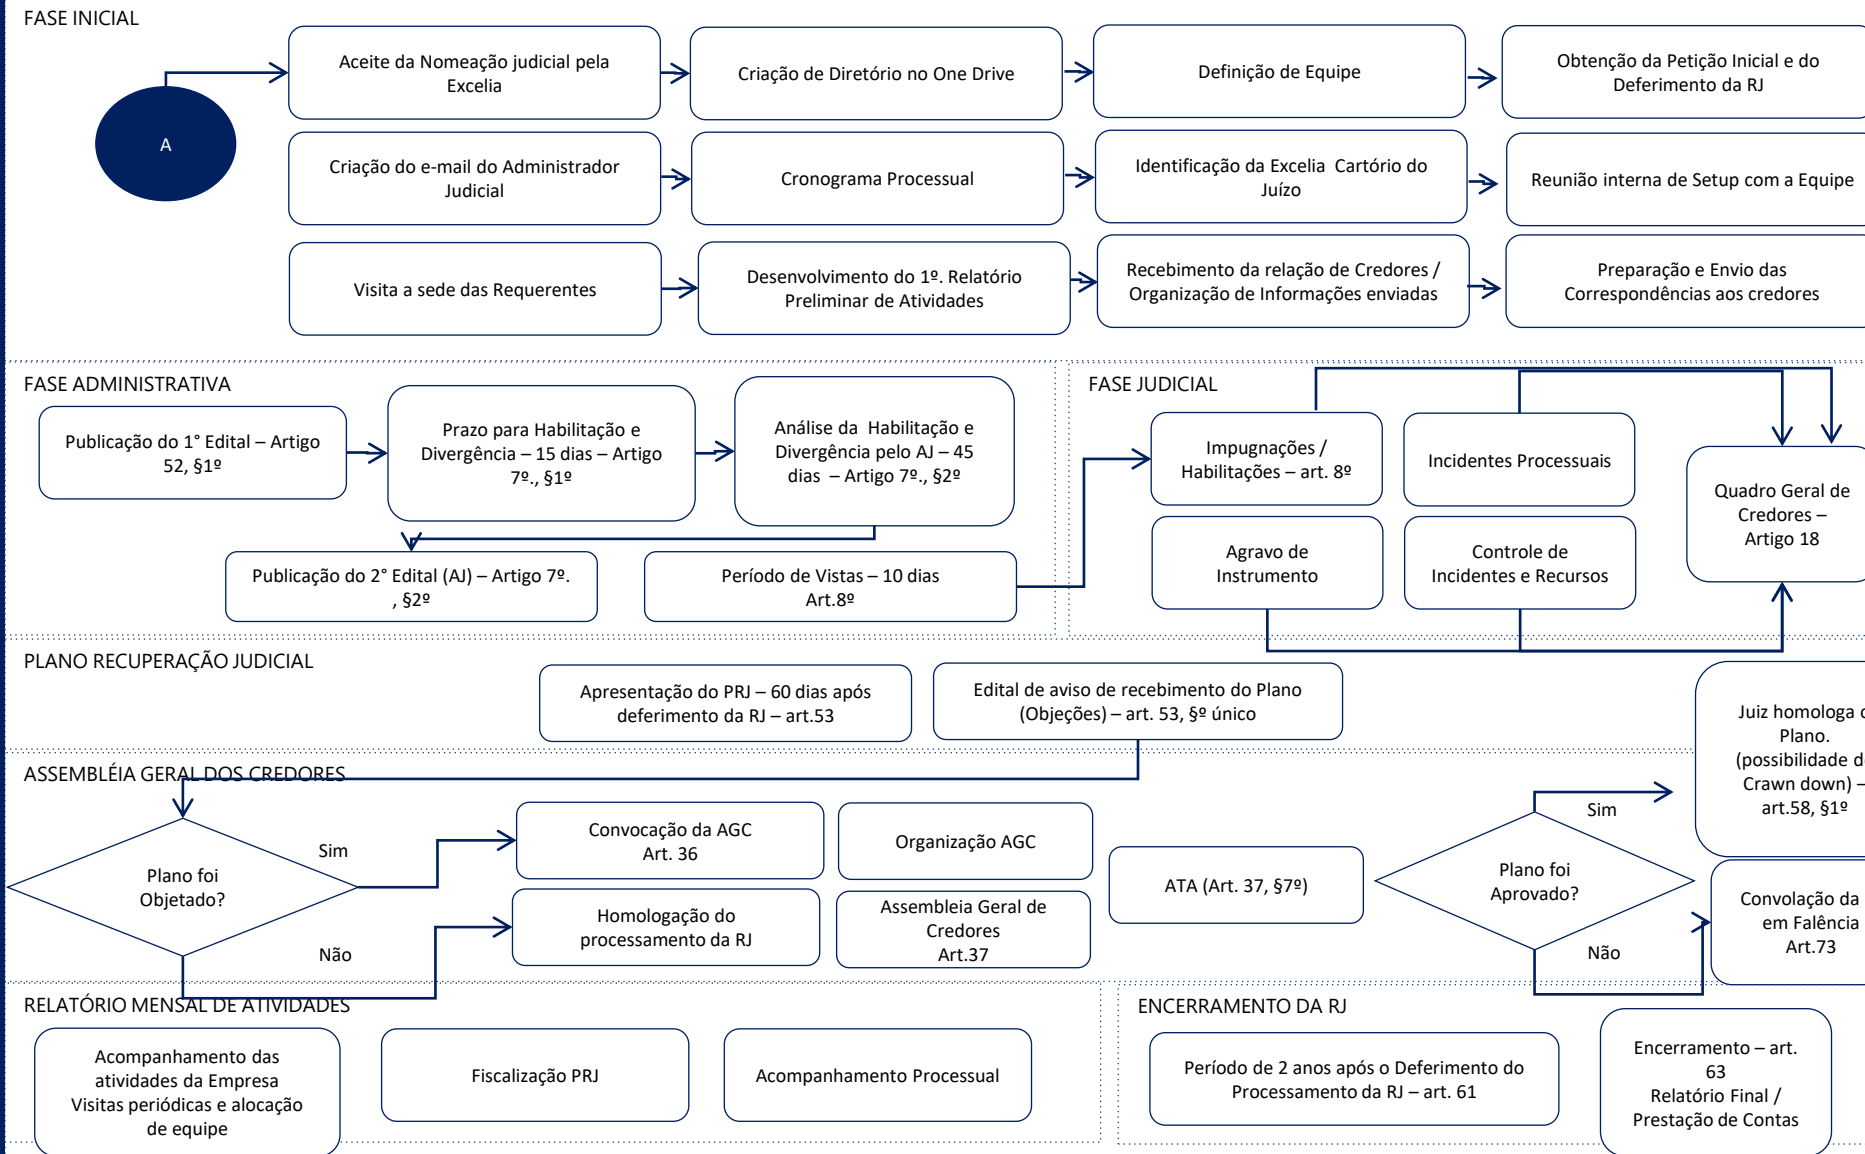 FASE INICIAL
A
Aceite da Nomeação judicial pela
Excelia
Criação de Diretório no One Drive
Definição de Equipe
Obtenção da Petição Inicial e do
Deferimento da RJ
Criação do e-mail do Administrador
Judicial
Cronograma Processual
Identificação da Excelia Cartório do
Juízo
Reunião interna de Setup com a Equipe
Visita a sede das Requerentes
Desenvolvimento do 1º. Relatório
Preliminar de Atividades
Recebimento da relação de Credores /
Organização de Informações enviadas
Preparação e Envio das
Correspondências aos credores
FASE ADMINISTRATIVA
Publicação do 1° Edital – Artigo
52, §1º
Prazo para Habilitação e
Divergência – 15 dias – Artigo
7º., §1º
Análise da Habilitação e
Divergência pelo AJ – 45
dias – Artigo 7º., §2º
Publicação do 2° Edital (AJ) – Artigo 7º.
, §2º
Período de Vistas – 10 dias
Art.8º
FASE JUDICIAL
Impugnações /
Habilitações – art. 8º
Incidentes Processuais
Agravo de
Instrumento
Controle de
Incidentes e Recursos
Quadro Geral de
Credores –
Artigo 18
PLANO RECUPERAÇÃO JUDICIAL
Apresentação do PRJ – 60 dias após
deferimento da RJ – art.53
Edital de aviso de recebimento do Plano
(Objeções) – art. 53, §º único
Juiz homologa
Plano.
(possibilidade
Crawn down) –
art.58, §1º
ASSEMBLÉIA GERAL DOS CREDORES
Plano foi
Objetado?
Sim
Não
Convocação da AGC
Art. 36
Organização AGC
Homologação do
processamento da RJ
Assembleia Geral de
Credores
Art.37
ATA (Art. 37, §7º)
Plano foi
Aprovado?
Sim
Não
Convolação da
em Falência
Art.73
RELATÓRIO MENSAL DE ATIVIDADES
Acompanhamento das
atividades da Empresa
Visitas periódicas e alocação
de equipe
Fiscalização PRJ
Acompanhamento Processual
ENCERRAMENTO DA RJ
Período de 2 anos após o Deferimento do
Processamento da RJ – art. 61
Encerramento – art.
63
Relatório Final /
Prestação de Contas